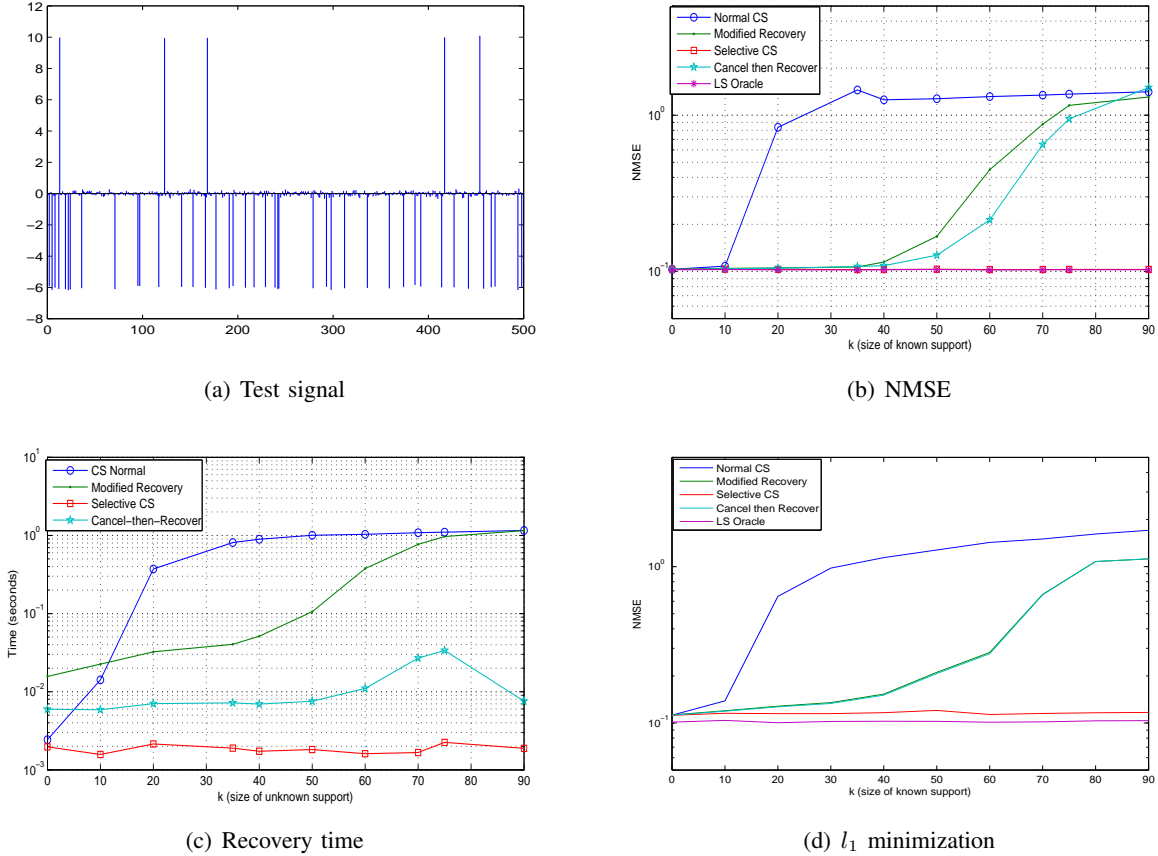 12
10
8
6
4
2
0
−2
−4
−6
−8
0 100 200 300 400 500
(a) Test signal
Normal CS
Modified Recovery
Selective CS
Cancel then Recover
LS Oracle
NMSE
10^0
10^−1
0 10 20 30 40 50 60 70 80 90
k (size of known support)
(b) NMSE
CS Normal
Modified Recovery
Selective CS
Cancel−then−Recover
Time (seconds)
10^1
10^0
10^−1
10^−2
10^−3
0 10 20 30 40 50 60 70 80 90
k (size of unknown support)
(c) Recovery time
Normal CS
Modified Recovery
Selective CS
Cancel then Recover
LS Oracle
NMSE
10^0
10^−1
0 10 20 30 40 50 60 70 80 90
k (size of known support)
(d) l_1 minimization